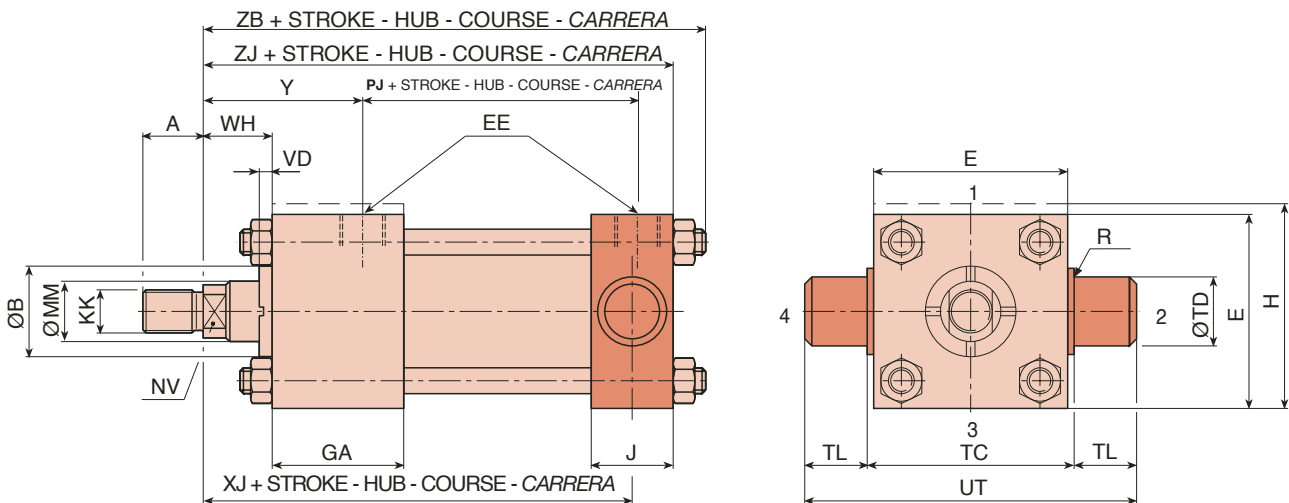 ZB + STROKE - HUB - COURSE - CARRERA
ZJ + STROKE - HUB - COURSE - CARRERA
Y
PJ + STROKE - HUB - COURSE - CARRERA
A
WH
EE
VD
E
1
R
ØB
ØMM
KK
4
2
ØTD
E
H
NV
3
GA
J
TL
TC
TL
XJ + STROKE - HUB - COURSE - CARRERA
UT